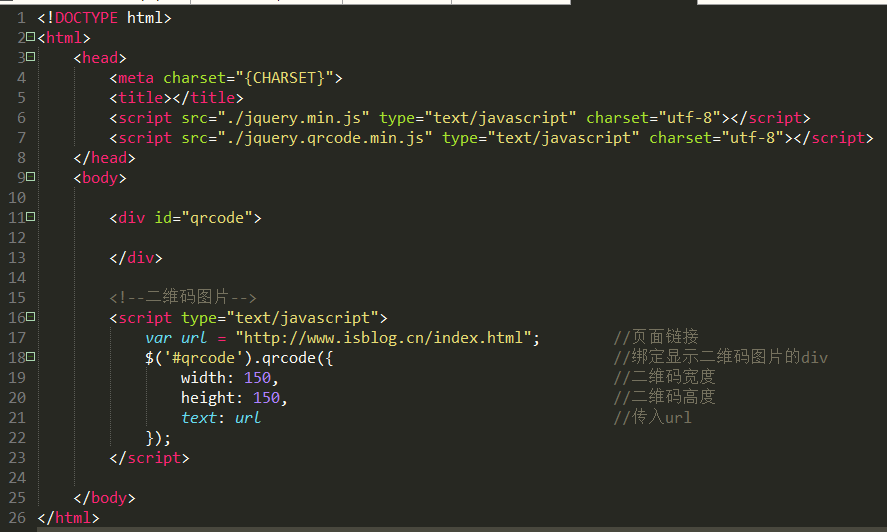 1 <!DOCTYPE html>
2 <html>
3 <head>
4 <meta charset="{CHARSET}">
5 <title></title>
6 <script src="./jquery.min.js" type="text/javascript" charset="utf-8"></script>
7 <script src="./jquery.qrcode.min.js" type="text/javascript" charset="utf-8"></script>
8 </head>
9 <body>
10
11 <div id="qrcode">
12
13 </div>
14
15 <!--二维码图片-->
16 <script type="text/javascript">
17 var url = "http://www.isblog.cn/index.html"; //页面链接
18 $('#qrcode').qrcode({ //绑定显示二维码图片的div
19 width: 150, //二维码宽度
20 height: 150, //二维码高度
21 text: url //传入url
22 });
23 </script>
24
25 </body>
26 </html>